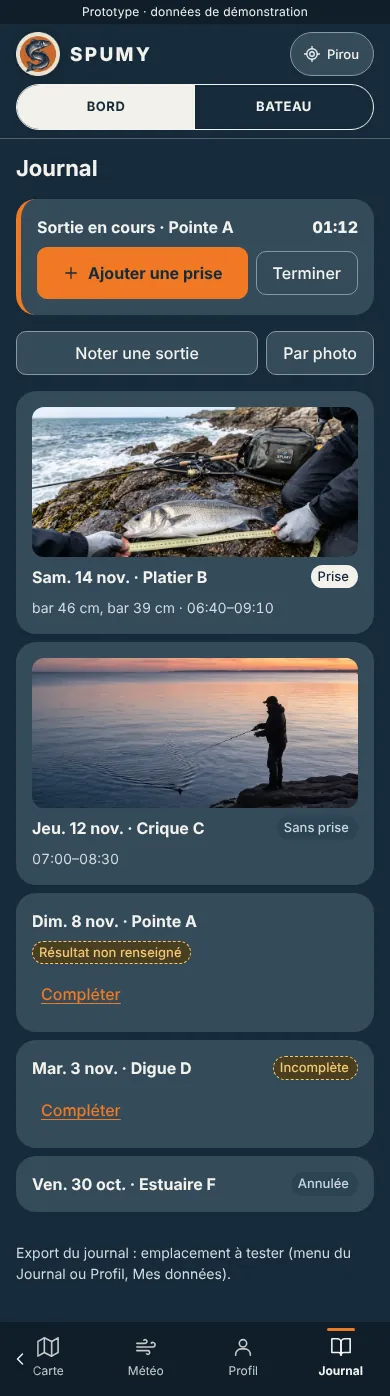 Prototype · données de démonstration
SPUMY
Pirou
BORD
BATEAU
Journal
Sortie en cours · Pointe A
01:12
+ Ajouter une prise
Terminer
Noter une sortie
Par photo
Sam. 14 nov. · Platier B
Prise
bar 46 cm, bar 39 cm · 06:40–09:10
Jeu. 12 nov. · Crique C
Sans prise
07:00–08:30
Dim. 8 nov. · Pointe A
Résultat non renseigné
Compléter
Mar. 3 nov. · Digue D
Incomplète
Compléter
Ven. 30 oct. · Estuaire F
Annulée
Export du journal : emplacement à tester (menu du
Journal ou Profil, Mes données).
Carte
Météo
Profil
Journal